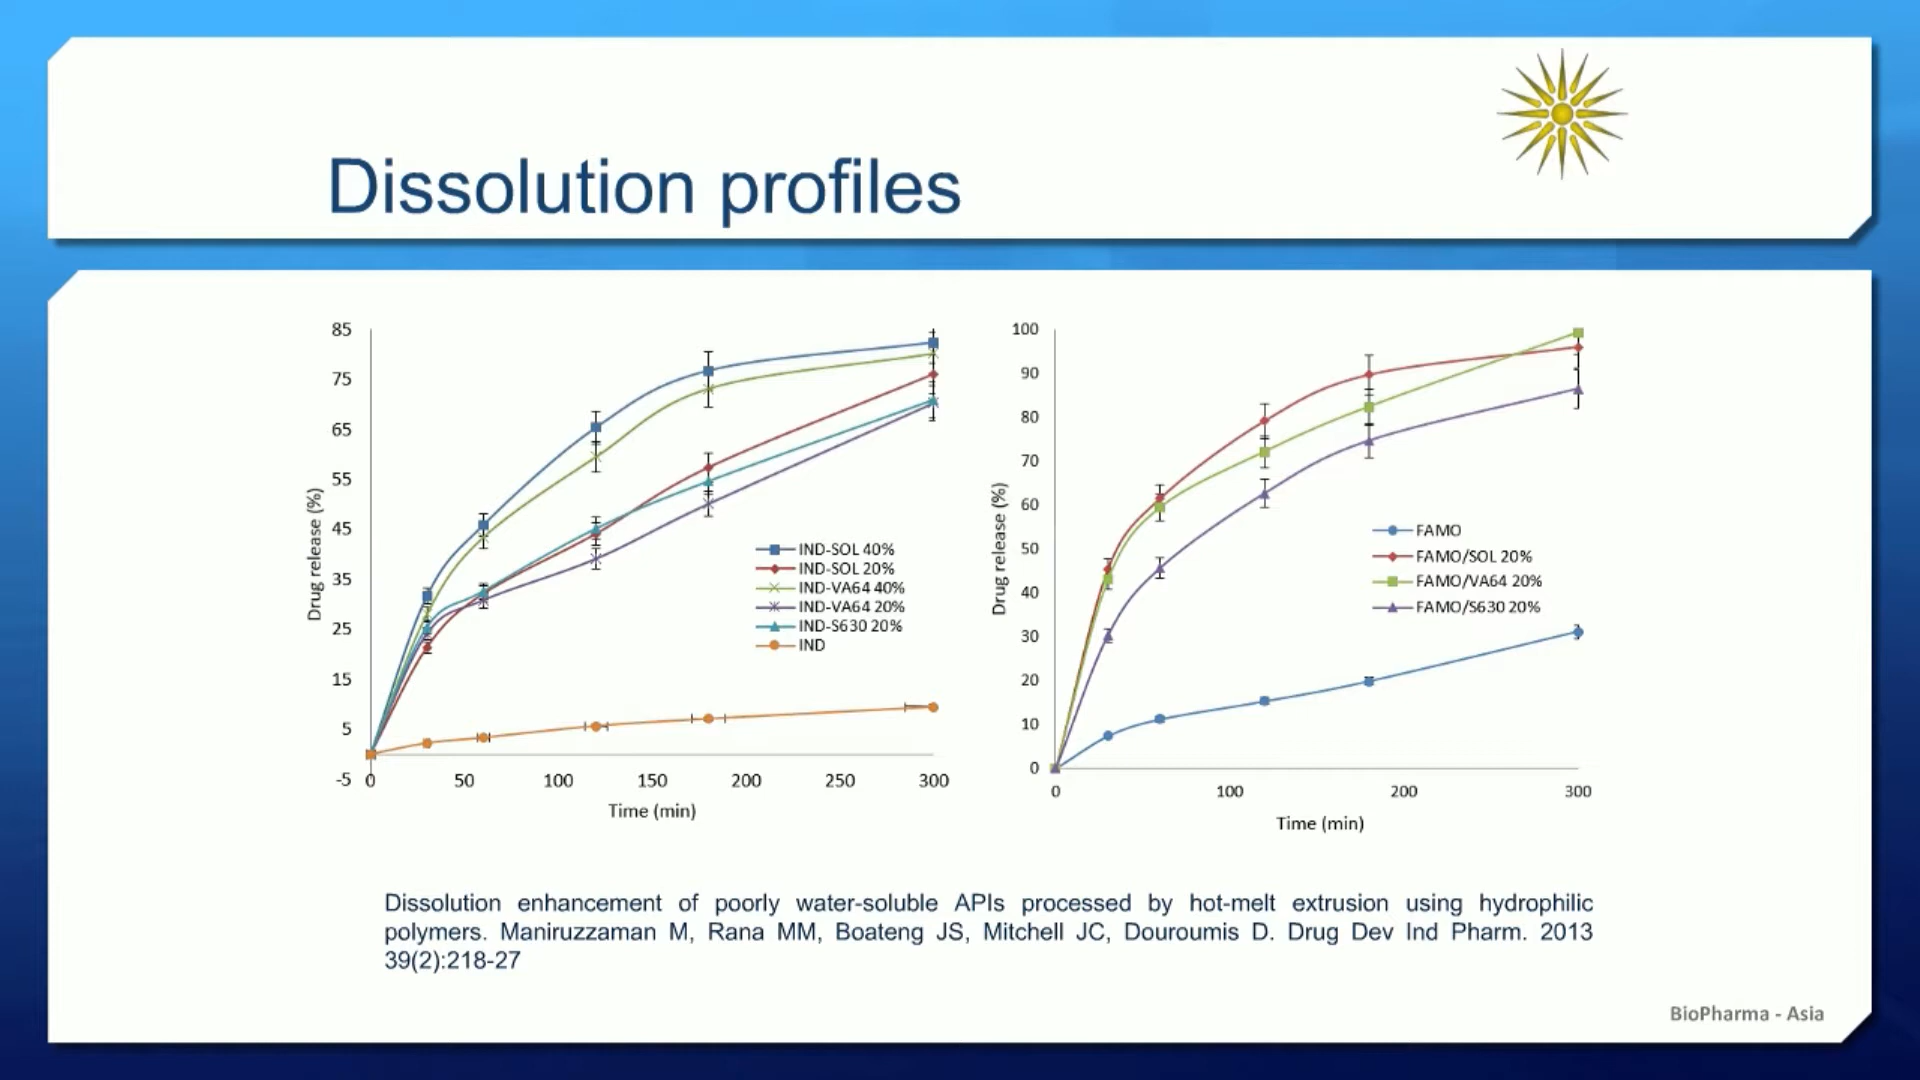 Dissolution profiles
85
75
65
55
45
35
25
15
5
-5
Drug release (%)
0 50 100 150 200 250 300
Time (min)
IND-SOL 40%
IND-SOL 20%
IND-VA64 40%
IND-VA64 20%
IND-S630 20%
IND
100
90
80
70
60
50
40
30
20
10
0
Drug release (%)
0 100 200 300
Time (min)
FAMO
FAMO/SOL 20%
FAMO/VA64 20%
FAMO/S630 20%
Dissolution enhancement of poorly water-soluble APIs processed by hot-melt extrusion using hydrophilic
polymers. Maniruzzaman M, Rana MM, Boateng JS, Mitchell JC, Douroumis D. Drug Dev Ind Pharm. 2013
39(2):218-27
BioPharma - Asia